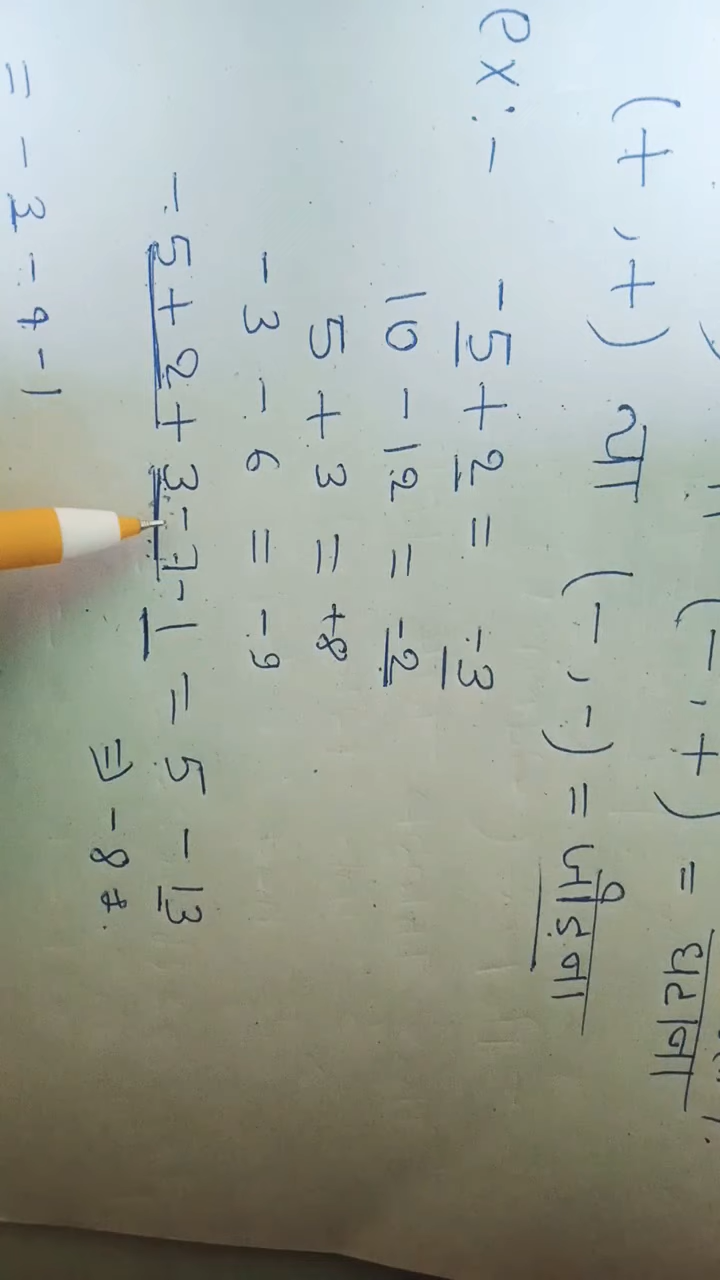 (-, +) = घटाना
(+, +) या (-, -) = जोड़ना
ex:-
-5 + 2 = -3
10 - 12 = -2
5 + 3 = +8
-3 - 6 = -9
-5 + 2 + 3 - 7 - 1 = 5 - 13
⇒ -8
= -3 - 4 - 1